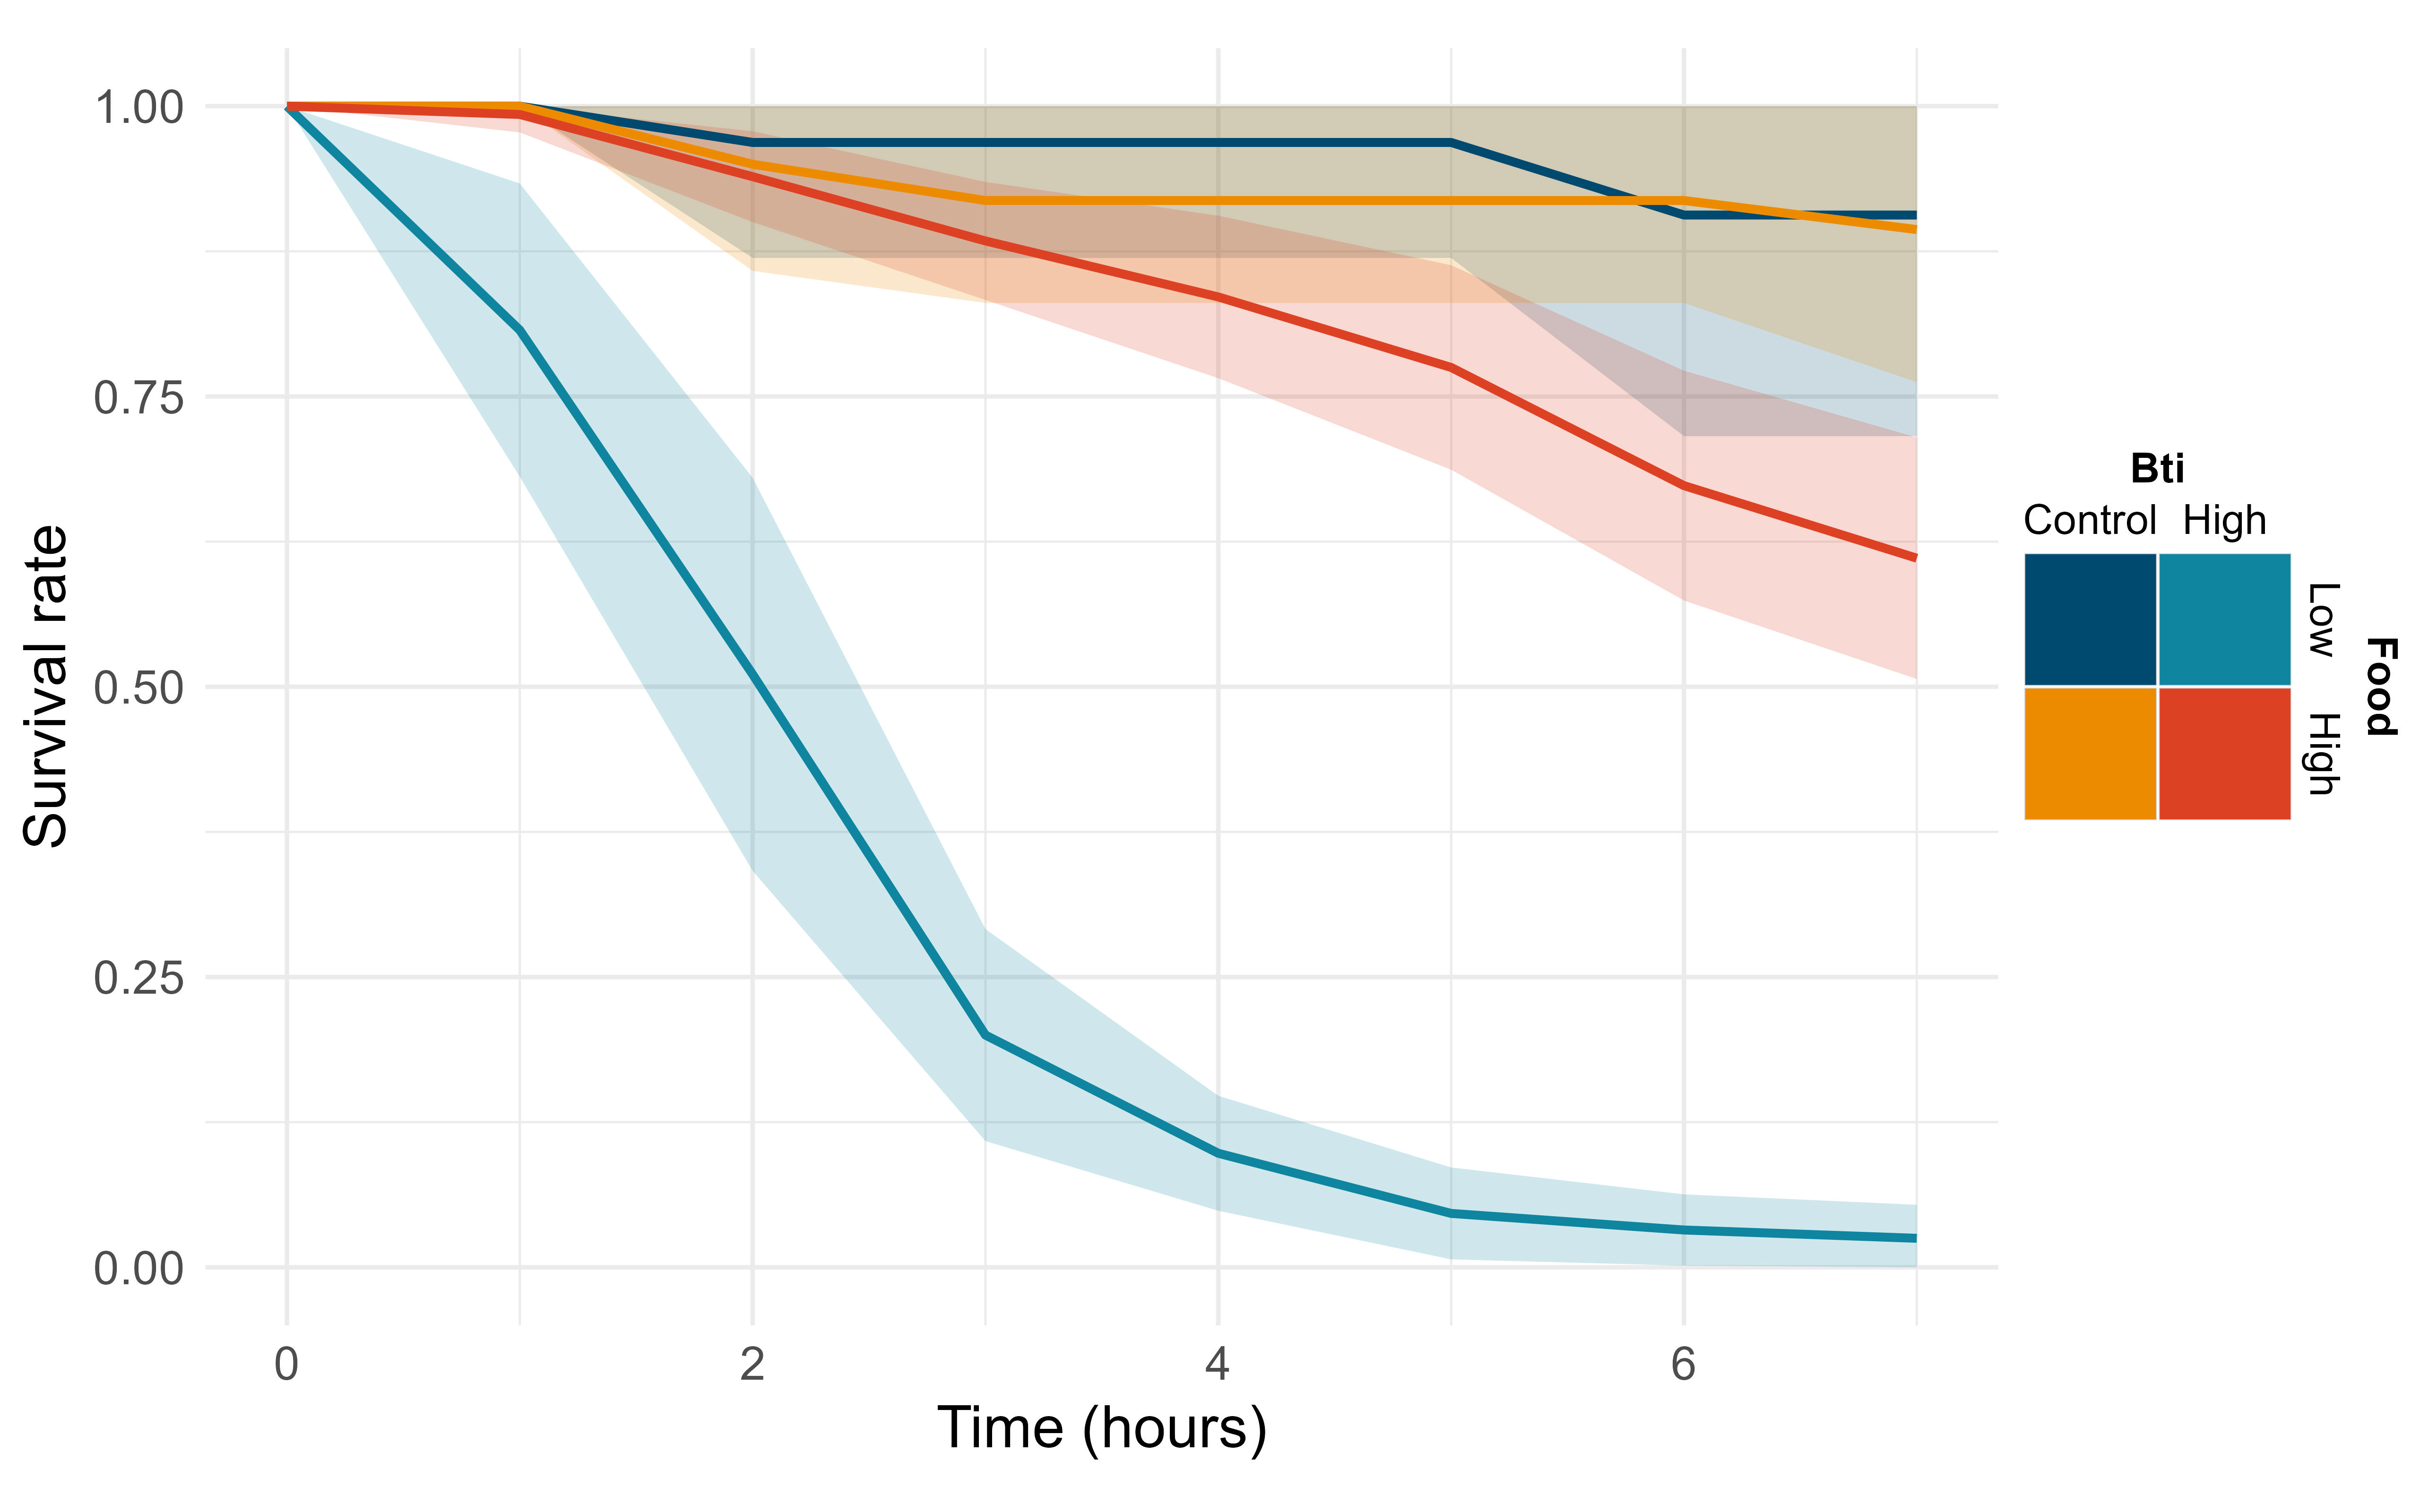 1.00
0.75
0.50
0.25
0.00
Survival rate
0
2
4
6
Time (hours)
Bti
Control High
Low
High
Food